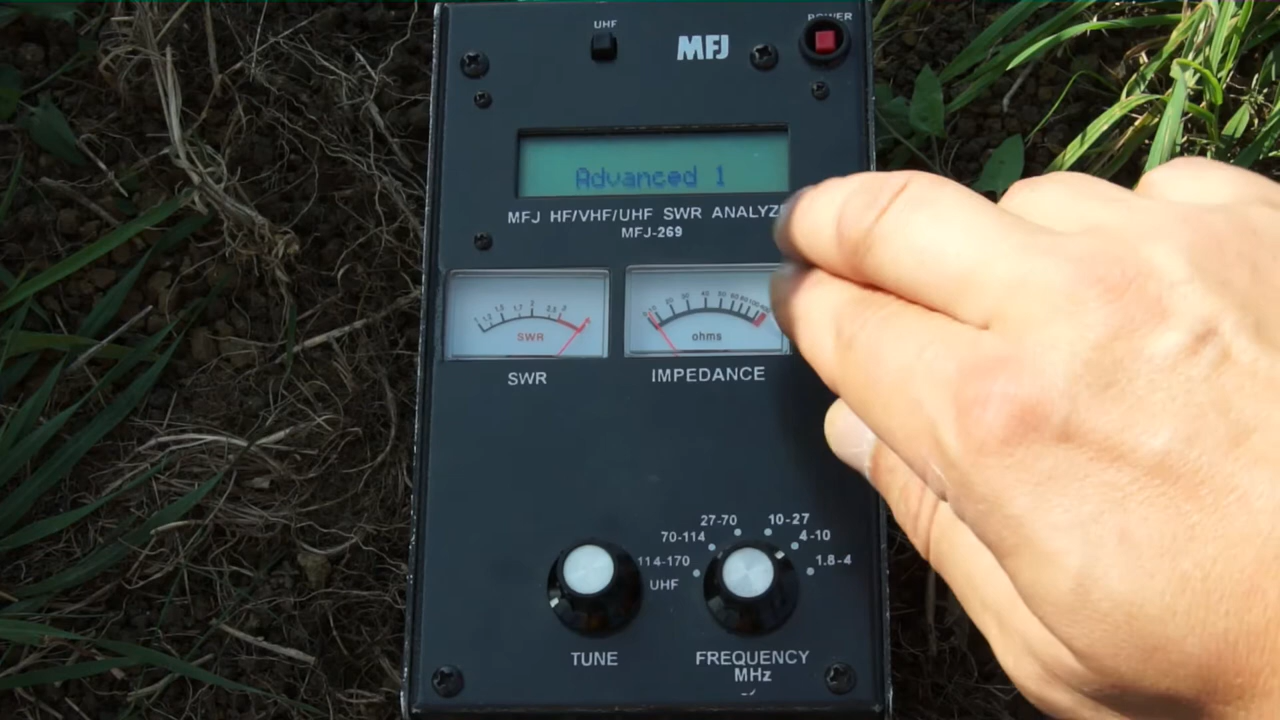 UHF
MFJ
POWER
Advanced 1
MFJ HF/VHF/UHF SWR ANALYZE
MFJ-269
SWR
ohms
SWR
IMPEDANCE
27-70
10-27
70-114
4-10
114-170
1.8-4
UHF
TUNE
FREQUENCY
MHz